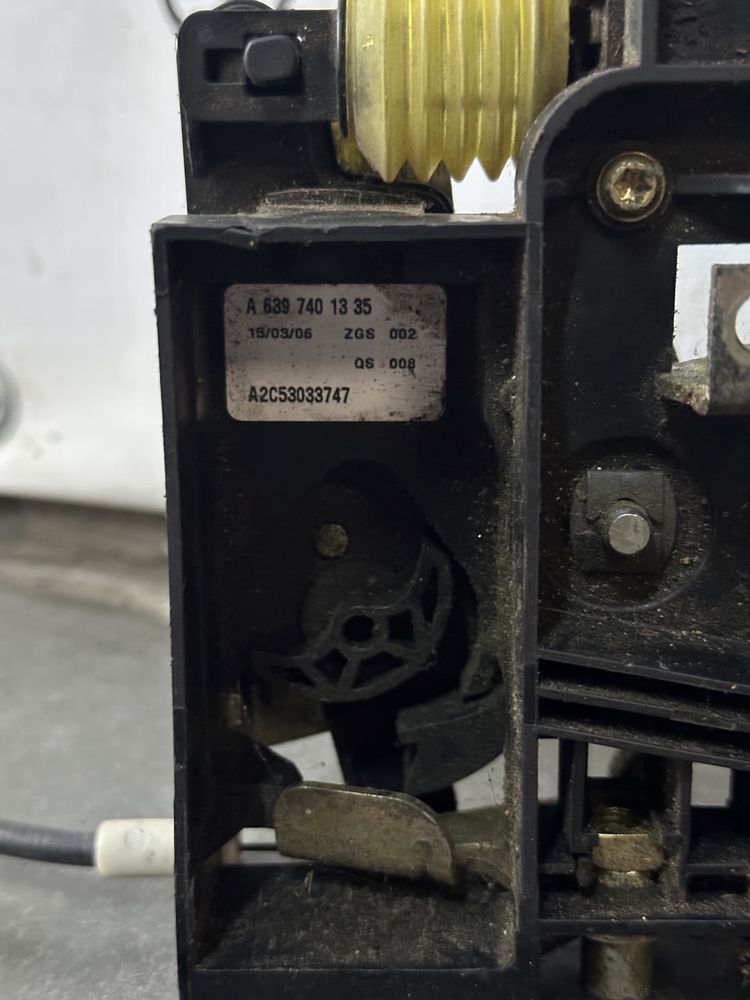 A 639 740 13 35
15/03/06 ZGS 002
QS 008
A2C53033747